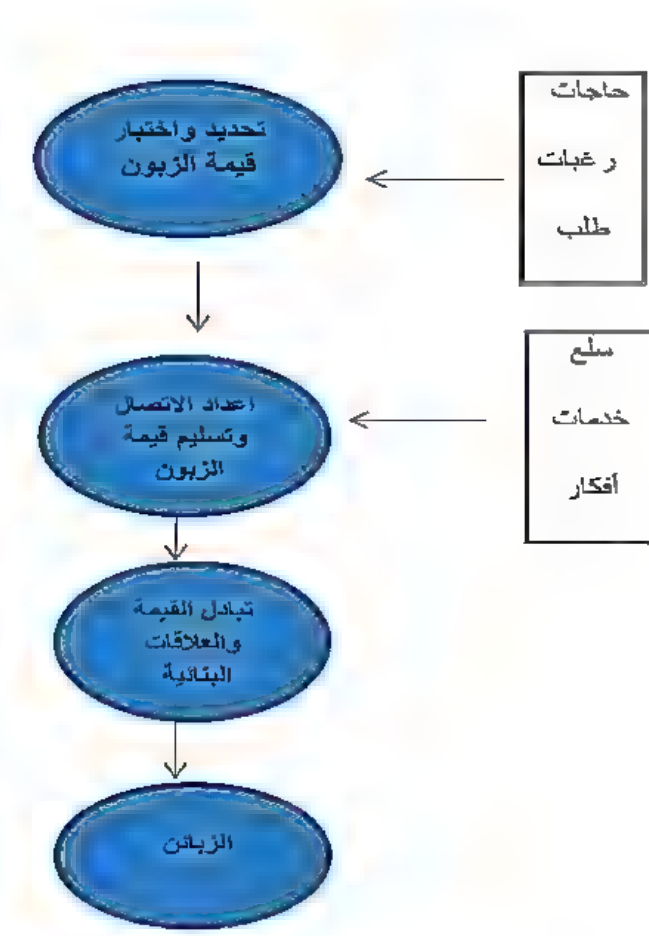 تحديد واختبار
قيمة الزبون
حاجات
رغبات
طلب
اعداد الاتصال
وتسليم قيمة
الزبون
سلع
خدمات
أفكار
تبادل القيمة
والعلاقات
البنائية
الزبائن